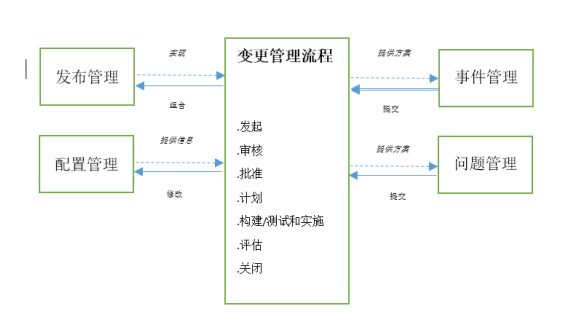 变更管理流程
发布管理
实现
组合
配置管理
提供信息
修改
.发起
.审核
.批准
.计划
.构建/测试和实施
.评估
.关闭
提供方案
事件管理
提交
提供方案
问题管理
提交